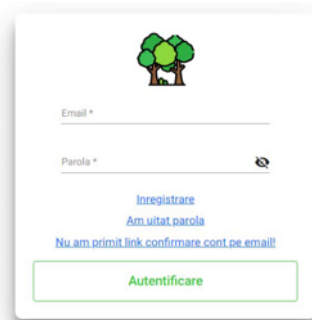 Email *
Parola *
Inregistrare
Am uitat parola
Nu am primit link confirmare cont pe email!
Autentificare